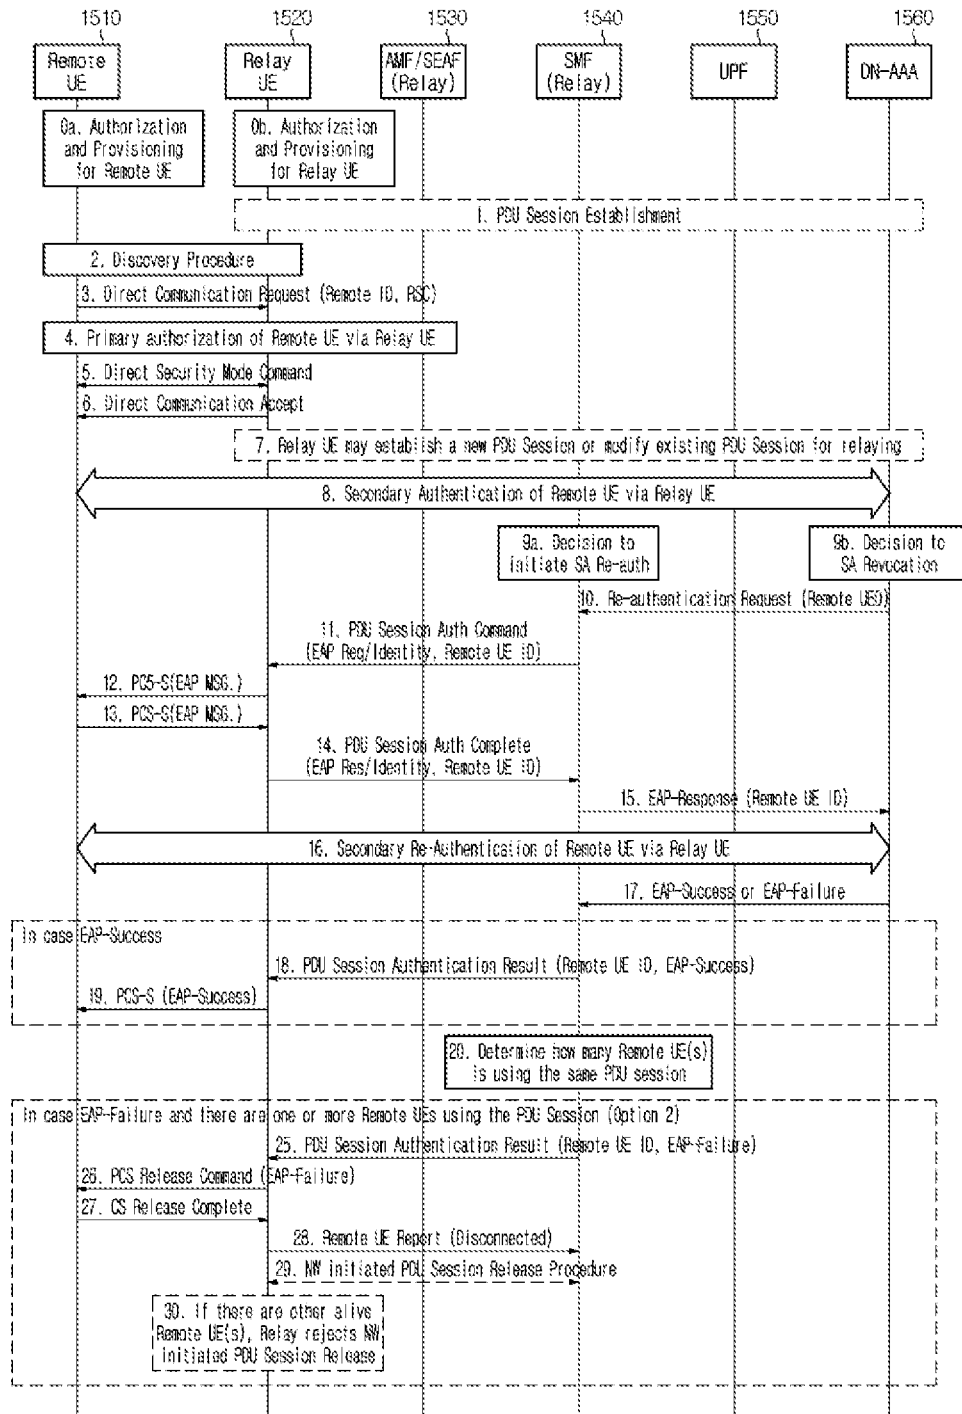 1510 1520 1530 1540 1550 1560
Remote
UE
Relay
UE
AMF/SEAF
(Relay)
SMF
(Relay)
UPF
DN-AAA
0a. Authorization
and Provisioning
for Remote UE
0b. Authorization
and Provisioning
for Relay UE
1. PDU Session Establishment
2. Discovery Procedure
3. Direct Communication Request (Remote ID, RSC)
4. Primary authorization of Remote UE via Relay UE
5. Direct Security Mode Command
6. Direct Communication Accept
7. Relay UE may establish a new PDU Session or modify existing PDU Session for relaying
8. Secondary Authentication of Remote UE via Relay UE
9a. Decision to
initiate SA Re-auth
9b. Decision to
SA Revocation
10. Re-authentication Request (Remote UED)
11. PDU Session Auth Command
(EAP Req/Identity, Remote UE ID)
12. PC5-S(EAP MSG.)
13. PCS-S(EAP MSG.)
14. PDU Session Auth Complete
(EAP Res/Identity, Remote UE ID)
15. EAP-Response (Remote UE ID)
16. Secondary Re-Authentication of Remote UE via Relay UE
17. EAP-Success or EAP-Failure
In case EAP-Success
18. PDU Session Authentication Result (Remote UE ID, EAP-Success)
19. PCS-S (EAP-Success)
20. Determine how many Remote UE(s)
is using the same PDU session
In case EAP-Failure and there are one or more Remote UEs using the PDU Session (Option 2)
25. PDU Session Authentication Result (Remote UE ID, EAP-Failure)
26. PCS Release Command (EAP-Failure)
27. CS Release Complete
28. Remote UE Report (Disconnected)
29. NW initiated PDU Session Release Procedure
30. If there are other alive
Remote UE(s), Relay rejects NW
initiated PDU Session Release